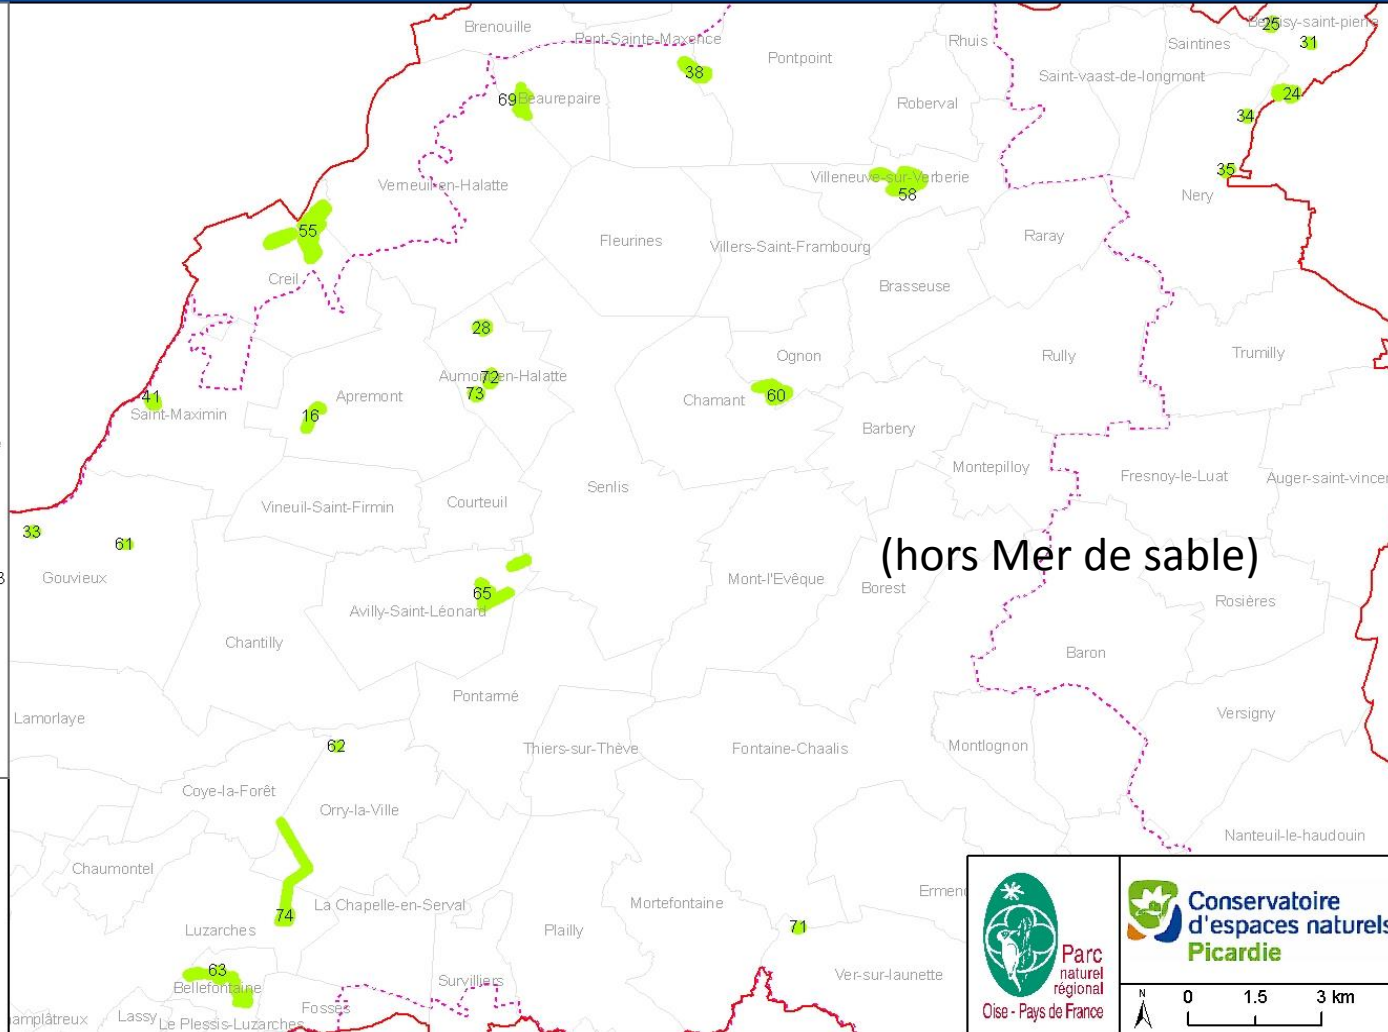 Brenouille
Pont-Sainte-Maxence
Pontpoint
Rhuis
25
31
Saintines
Saint-vaast-de-longmont
38
69
Beaurepaire
Roberval
24
34
35
Verneuil-en-Halatte
Villeneuve-sur-Verberie
58
Nery
55
Fleurines
Villers-Saint-Frambourg
Raray
Creil
Brasseuse
28
Ognon
Rully
Trumilly
Aumont-en-Halatte
72
73
41
Saint-Maximin
Apremont
16
Chamant
60
Barbery
Montepilloy
Fresnoy-le-Luat
Vineuil-Saint-Firmin
Courteuil
Senlis
33
61
Gouvieux
(hors Mer de sable)
65
Avilly-Saint-Léonard
Mont-l'Evêque
Borest
Rosières
Chantilly
Baron
Pontarmé
Lamorlaye
Versigny
62
Thiers-sur-Thève
Fontaine-Chaalis
Montlognon
Coye-la-Forêt
Orry-la-Ville
Nanteuil-le-haudouin
Chaumontel
La Chapelle-en-Serval
Mortefontaine
74
Luzarches
Plailly
71
63
Bellefontaine
Survilliers
Ver-sur-launette
Fosses
Lassy
Le Plessis-Luzarches
Parc
naturel
régional
Oise - Pays de France
Conservatoire
d'espaces naturels
Picardie
N
0 1.5 3 km